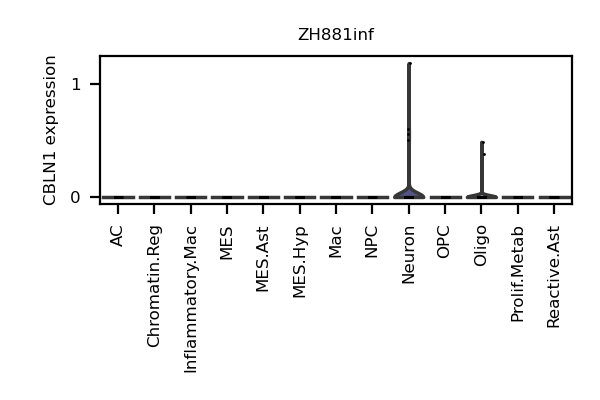 ZH881inf
CBLN1 expression
1
0
AC
Chromatin.Reg
Inflammatory.Mac
MES
MES.Ast
MES.Hyp
Mac
NPC
Neuron
OPC
Oligo
Prolif.Metab
Reactive.Ast